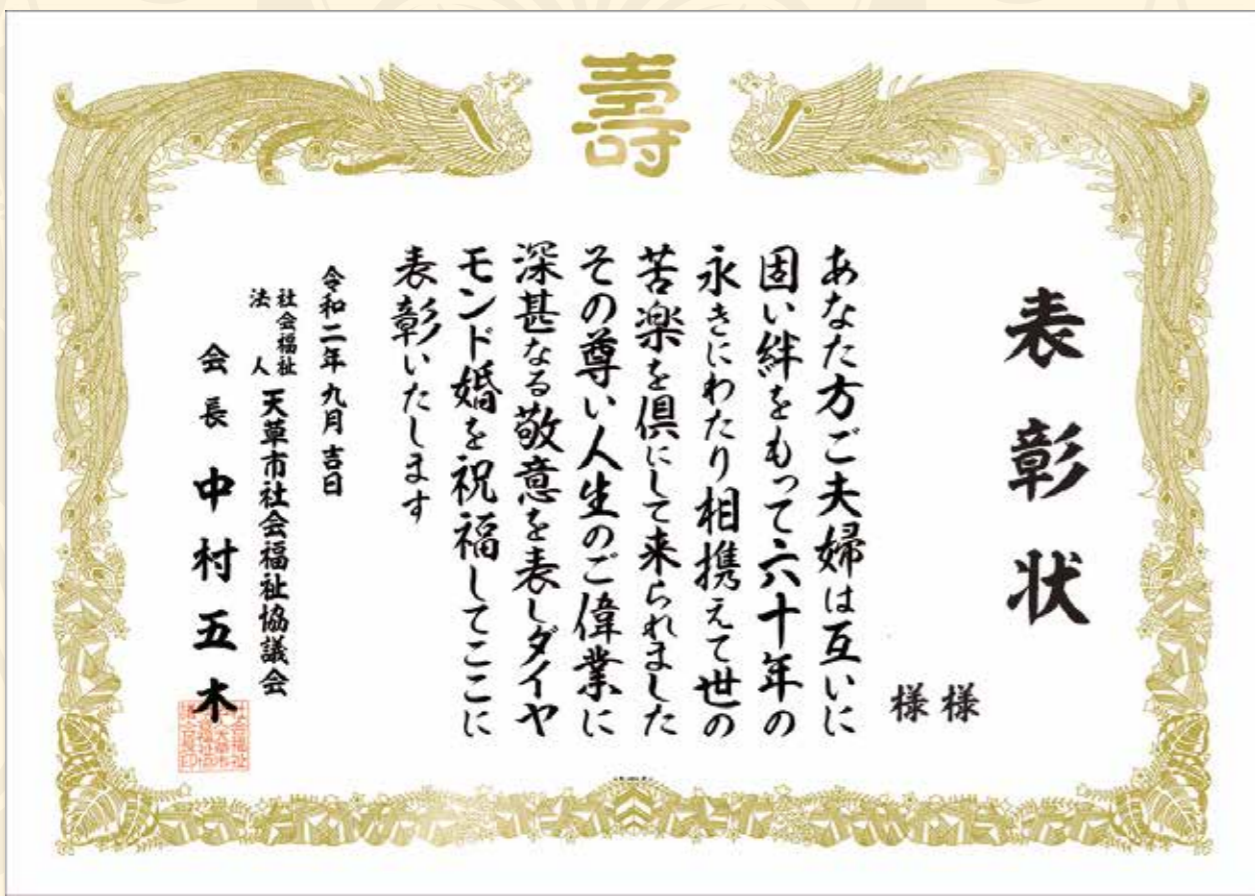 壽
表彰状
様
様
あなた方ご夫婦は互いに
固い絆をもって六十年の
永きにわたり相携えて世の
苦楽を倶にして来られました
その尊い人生のご偉業に
深甚なる敬意を表しダイヤ
モンド婚を祝福してここに
表彰いたします
令和二年九月吉日
社会福祉
法人
天草市社会福祉協議会
会長 中村五木